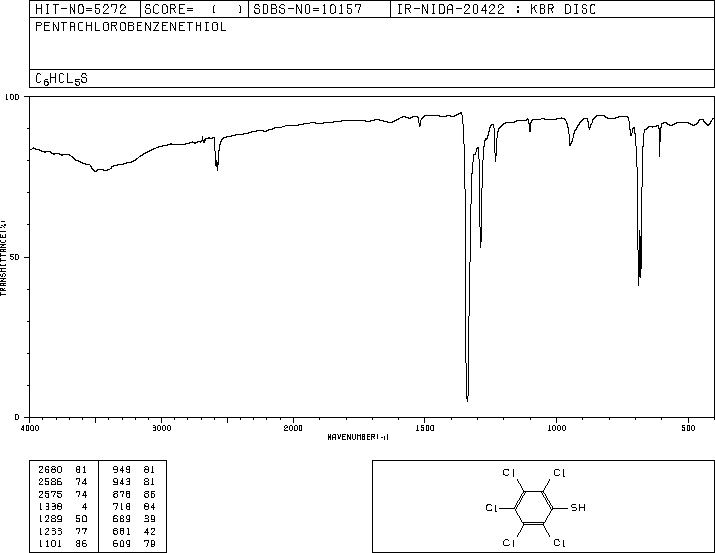 HIT-NO=5272 SCORE= ( ) SDBS-NO=10157 IR-NIDA-20422 : KBR DISC
PENTACHLOROBENZENETHIOL
C6HCL5S
100
50
0
TRANSMITTANCE(%)
4000 3000 2000 1500 1000 500
WAVENUMBER(-1)
2680 81 949 81
2586 74 943 81
2575 74 878 86
1338 4 718 84
1289 50 689 39
1233 77 681 42
1101 86 609 79
Cl Cl
Cl SH
Cl Cl